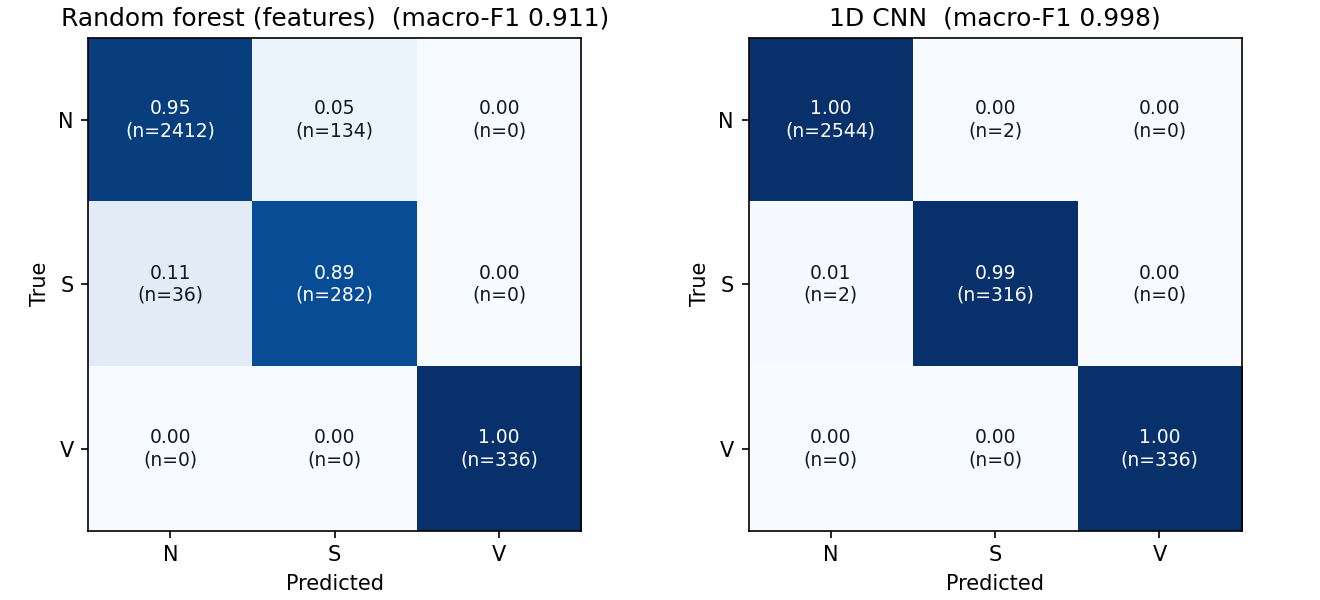 Random forest (features)  (macro-F1 0.911)
True
N
0.95
(n=2412)
0.05
(n=134)
0.00
(n=0)
S
0.11
(n=36)
0.89
(n=282)
0.00
(n=0)
V
0.00
(n=0)
0.00
(n=0)
1.00
(n=336)
N
S
V
Predicted
1D CNN  (macro-F1 0.998)
True
N
1.00
(n=2544)
0.00
(n=2)
0.00
(n=0)
S
0.01
(n=2)
0.99
(n=316)
0.00
(n=0)
V
0.00
(n=0)
0.00
(n=0)
1.00
(n=336)
N
S
V
Predicted